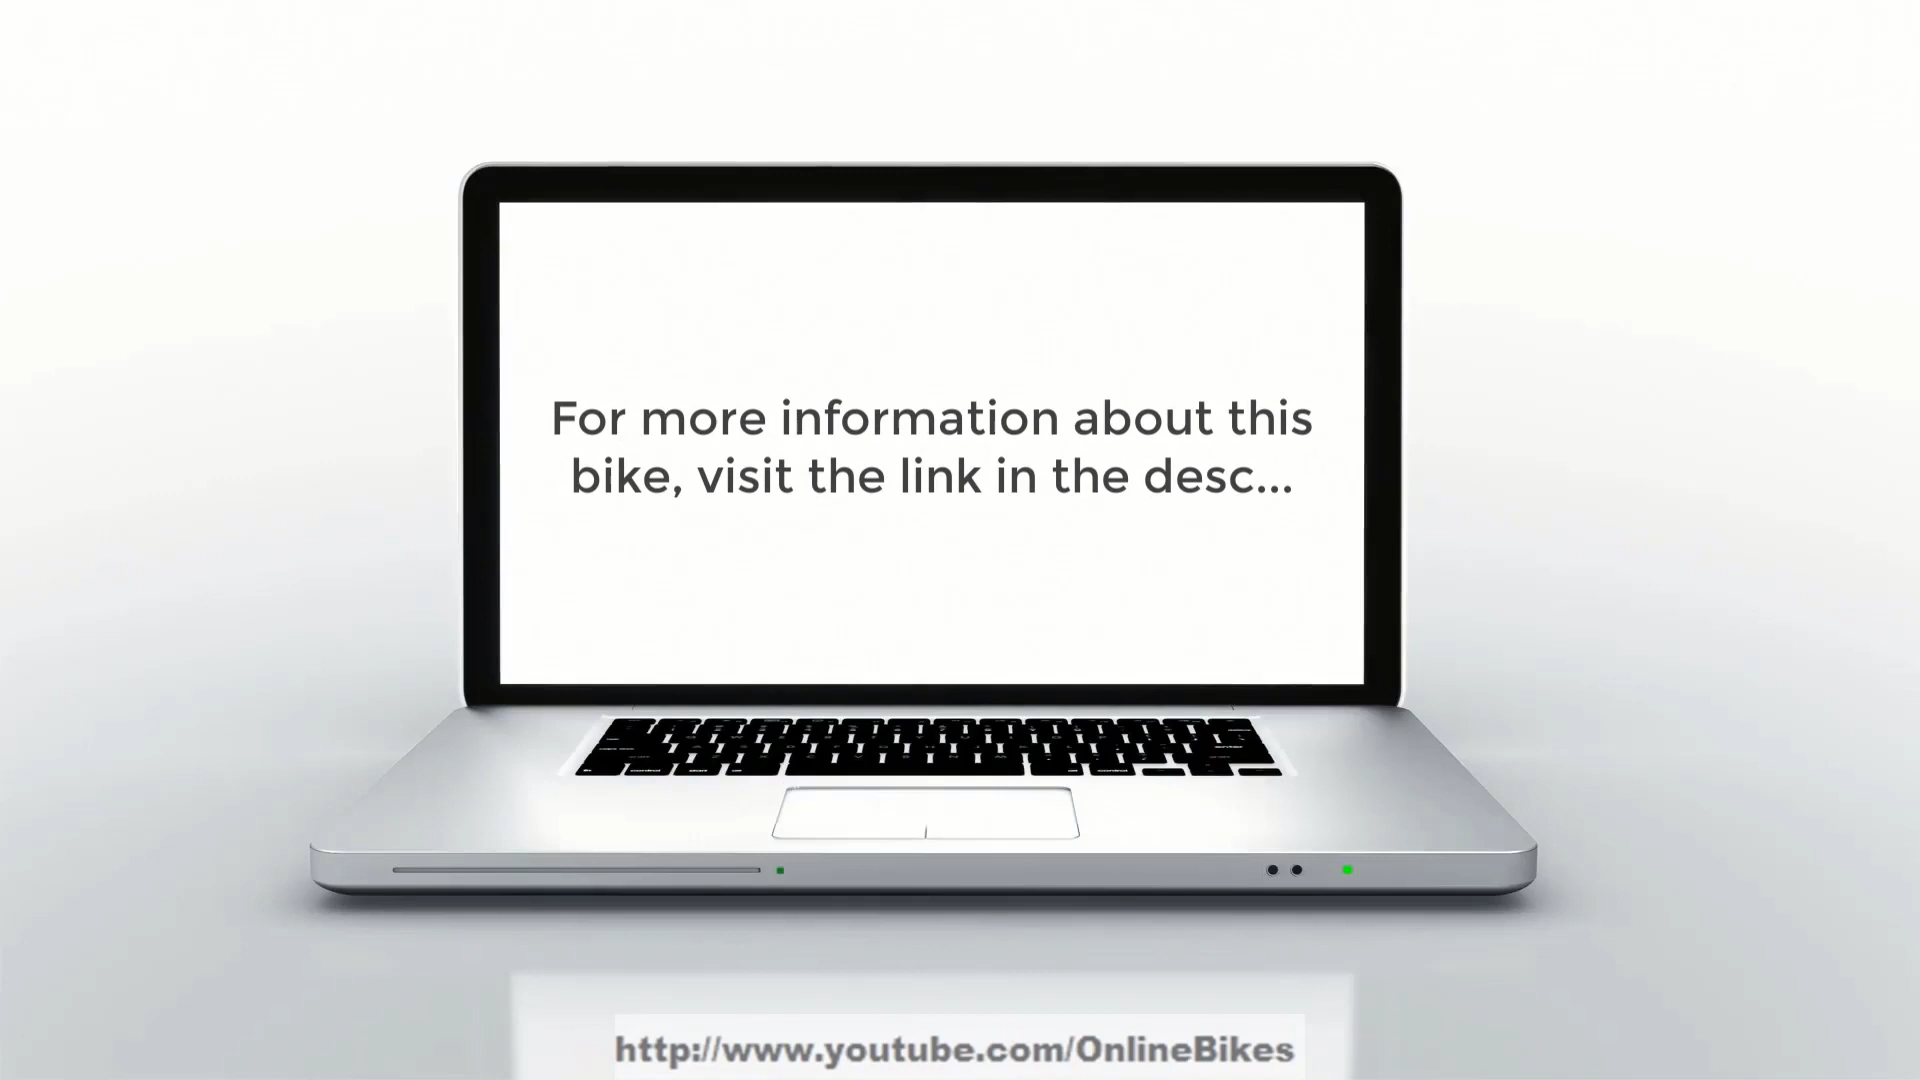 For more information about this
bike, visit the link in the desc...
http://www.youtube.com/OnlineBikes